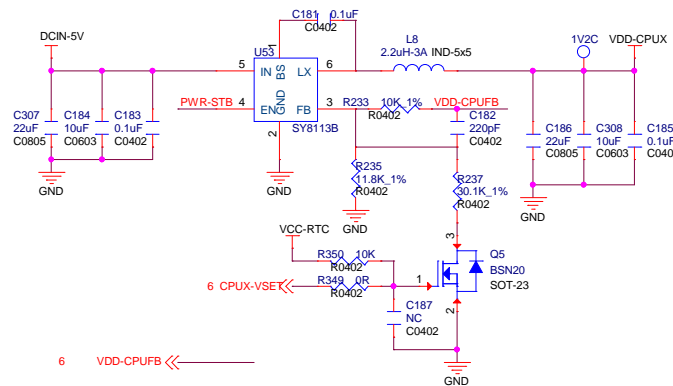 C181 0.1uF
C0402
L8
2.2uH-3A IND-5x5
DCIN-5V
1V2C
VDD-CPUX
U53
1
5 IN BS LX 6
PWR-STB 4 EN GND FB 3
2
SY8113B
GND
R233 10K_1% VDD-CPUFB
R0402
C182
220pF
C0402
C307
22uF
C0805
C184
10uF
C0603
C183
0.1uF
C0402
GND
C186
22uF
C0805
C308
10uF
C0603
C185
0.1uF
C040
GND
R235
11.8K_1%
R0402
GND
R237
30.1K_1%
R0402
VCC-RTC
R350 10K
R0402
6 CPUX-VSET R349 0R
R0402
3
1
2
Q5
BSN20
SOT-23
C187
NC
C0402
GND
6 VDD-CPUFB